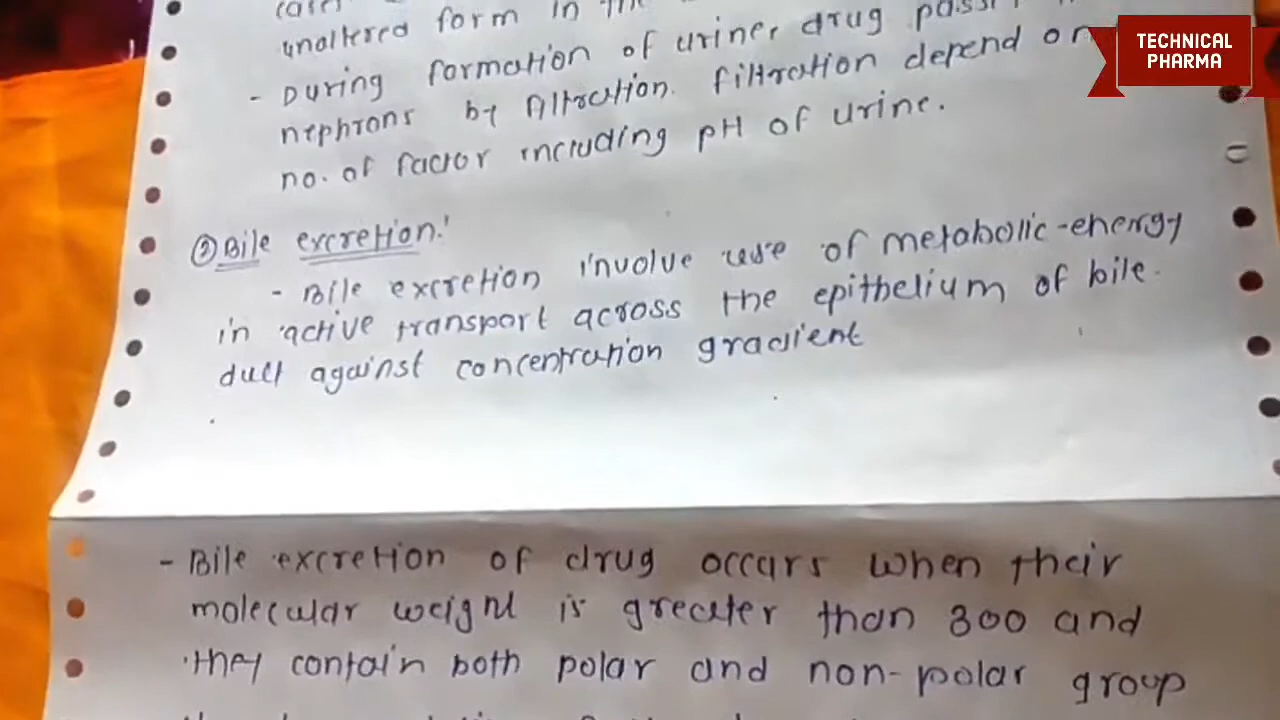 unaltered form in
TECHNICAL
PHARMA
- During formation of urine, drug
nephrons by filtration. filtration depend on
no. of factor including pH of urine.
② Bile excretion:
- Bile excretion involve use of metabolic-energy
in active transport across the epithelium of bile
duct against concentration gradient
- Bile excretion of drug occars when their
molecular weight is greater than 300 and
they contain both polar and non-polar group